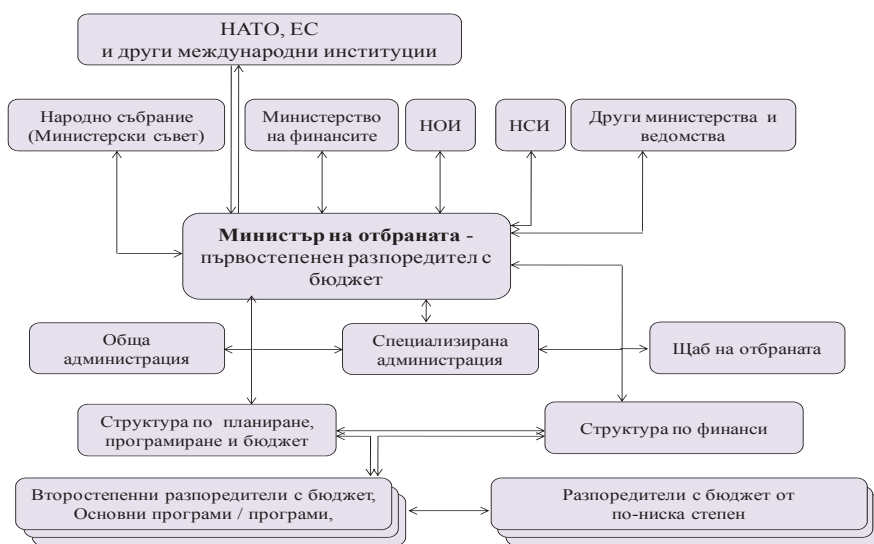 НАТО, ЕС
и други международни институции
Народно събрание
(Министерски съвет)
Министерство
на финансите
НОИ
НСИ
Други министерства и
ведомства
Министър на отбраната -
първостепенен разпоредител с
бюджет
Обща
администрация
Специализирана
администрация
Щаб на отбраната
Структура по планиране,
програмиране и бюджет
Структура по финанси
Второстепенни разпоредители с бюджет,
Основни програми / програми,
Разпоредители с бюджет от
по-ниска степен